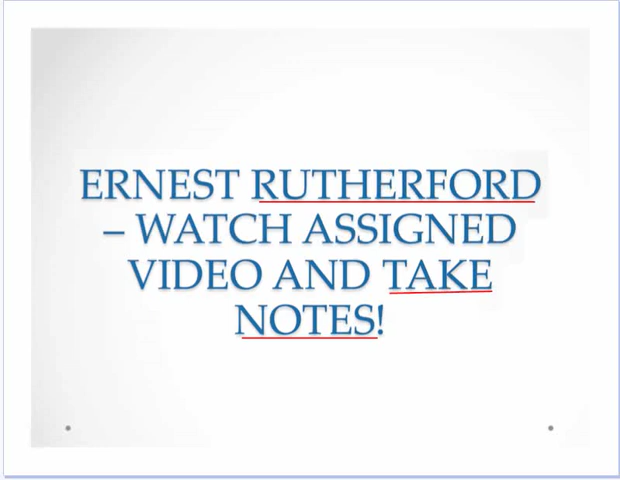 ERNEST RUTHERFORD
– WATCH ASSIGNED
VIDEO AND TAKE
NOTES!